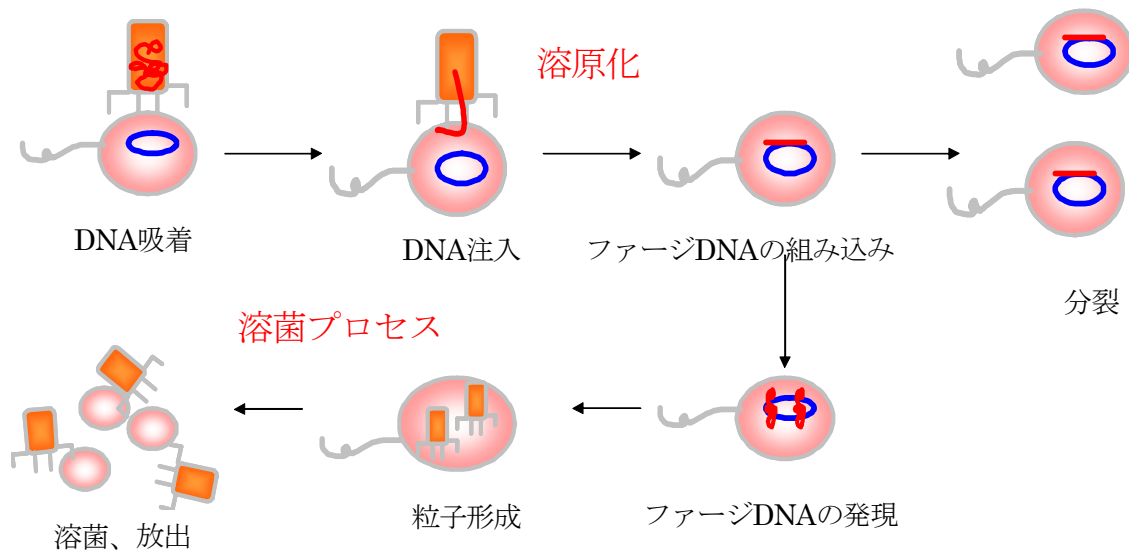 溶原化
DNA吸着
DNA注入
ファージDNAの組み込み
分裂
溶菌プロセス
溶菌、放出
粒子形成
ファージDNAの発現